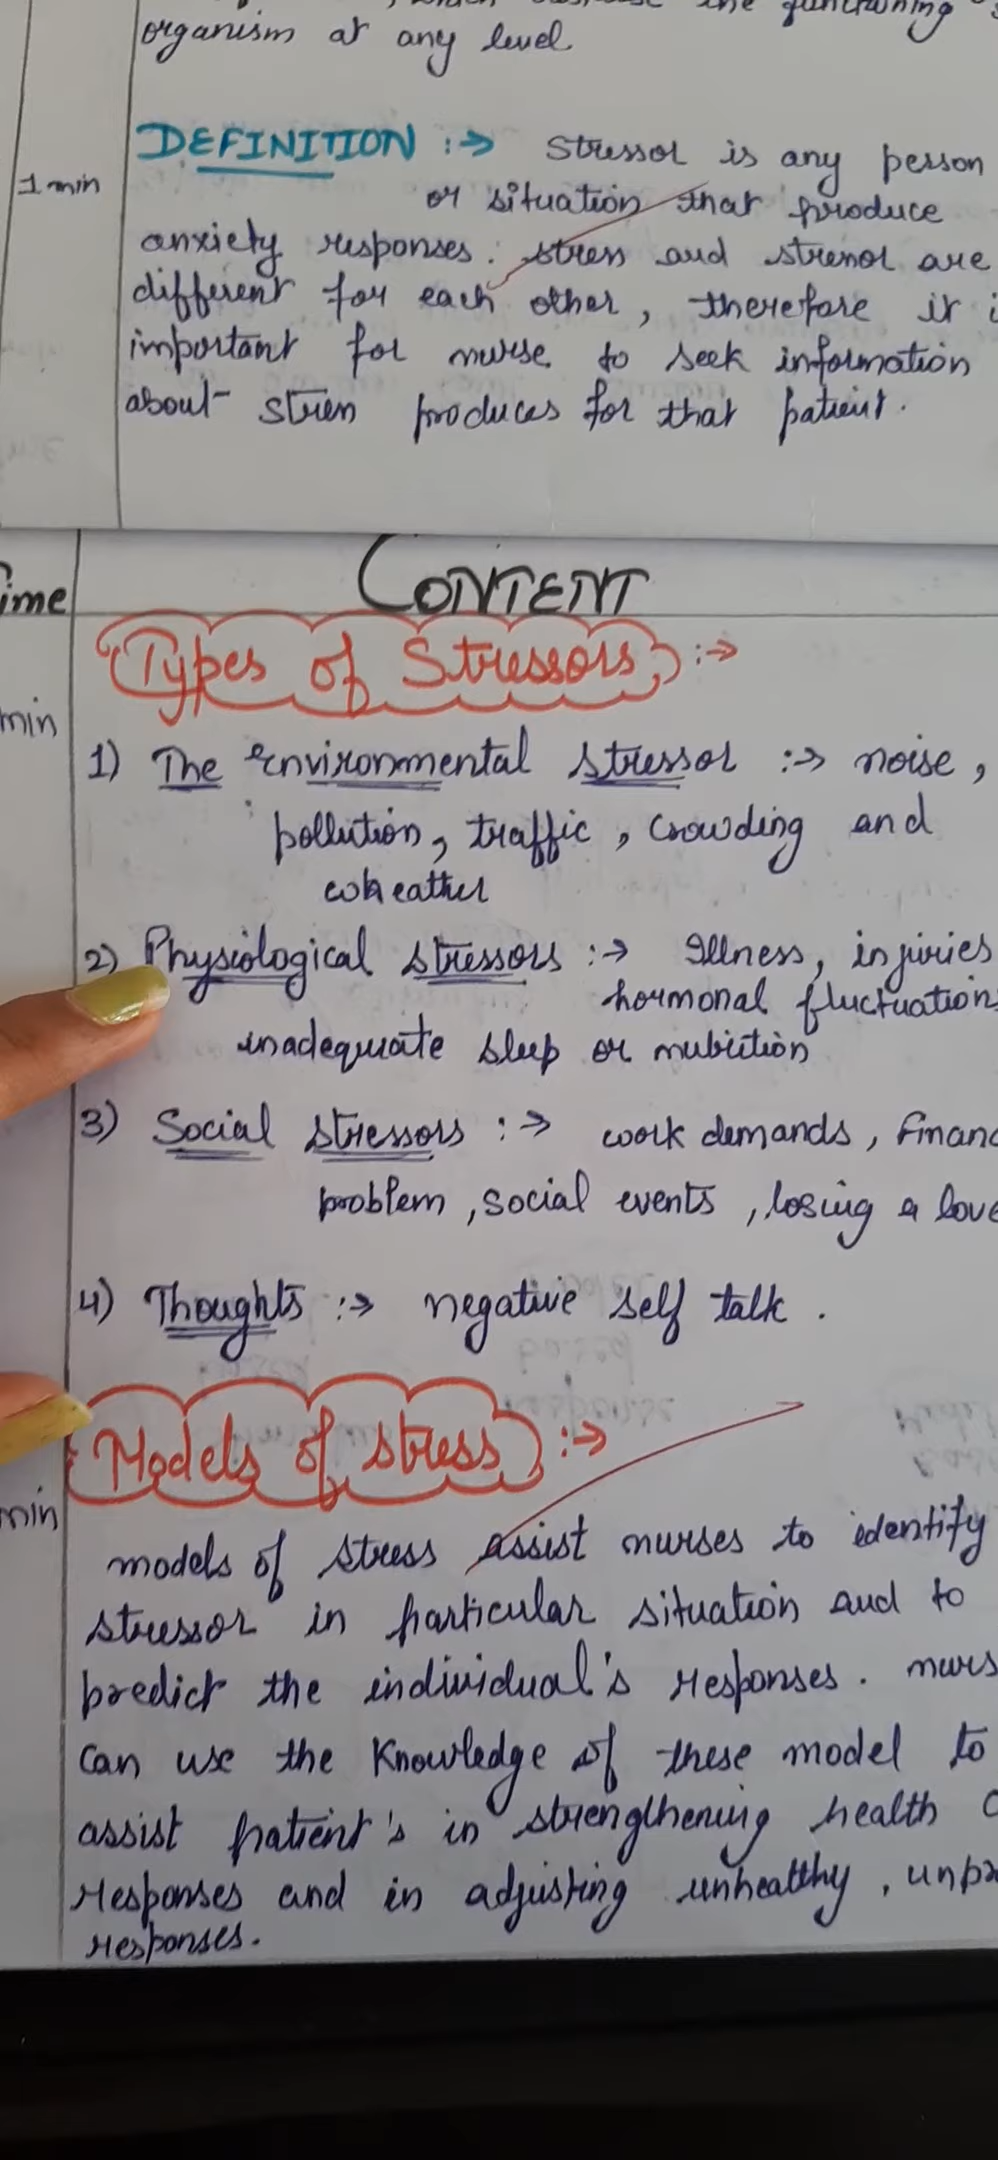 organism at any level
DEFINITION :→ Stressor is any person
1 min
or situation that produce
anxiety responses. stress and stressor are
different for each other, therefore it i
important for nurse to seek information
about stress produces for that patient.
CONTENT
Time
Types of Stressors :→
min
1) The environmental stressor :→ noise,
pollution, traffic, crowding and
wheather
2) Physiological stressors :→ Illness, injuries
hormonal fluctuation
inadequate sleep or nutrition
3) Social stressors :→ work demands, Financ
problem, social events, losing a love
4) Thoughts :→ negative self talk.
Models of stress :→
min
models of stress assist nurses to identify
stressor in particular situation and to
predict the individual's responses. nurs
can use the knowledge of these model to
assist patient's in strengthening health c
responses and in adjusting unhealthy, unpr
responses.